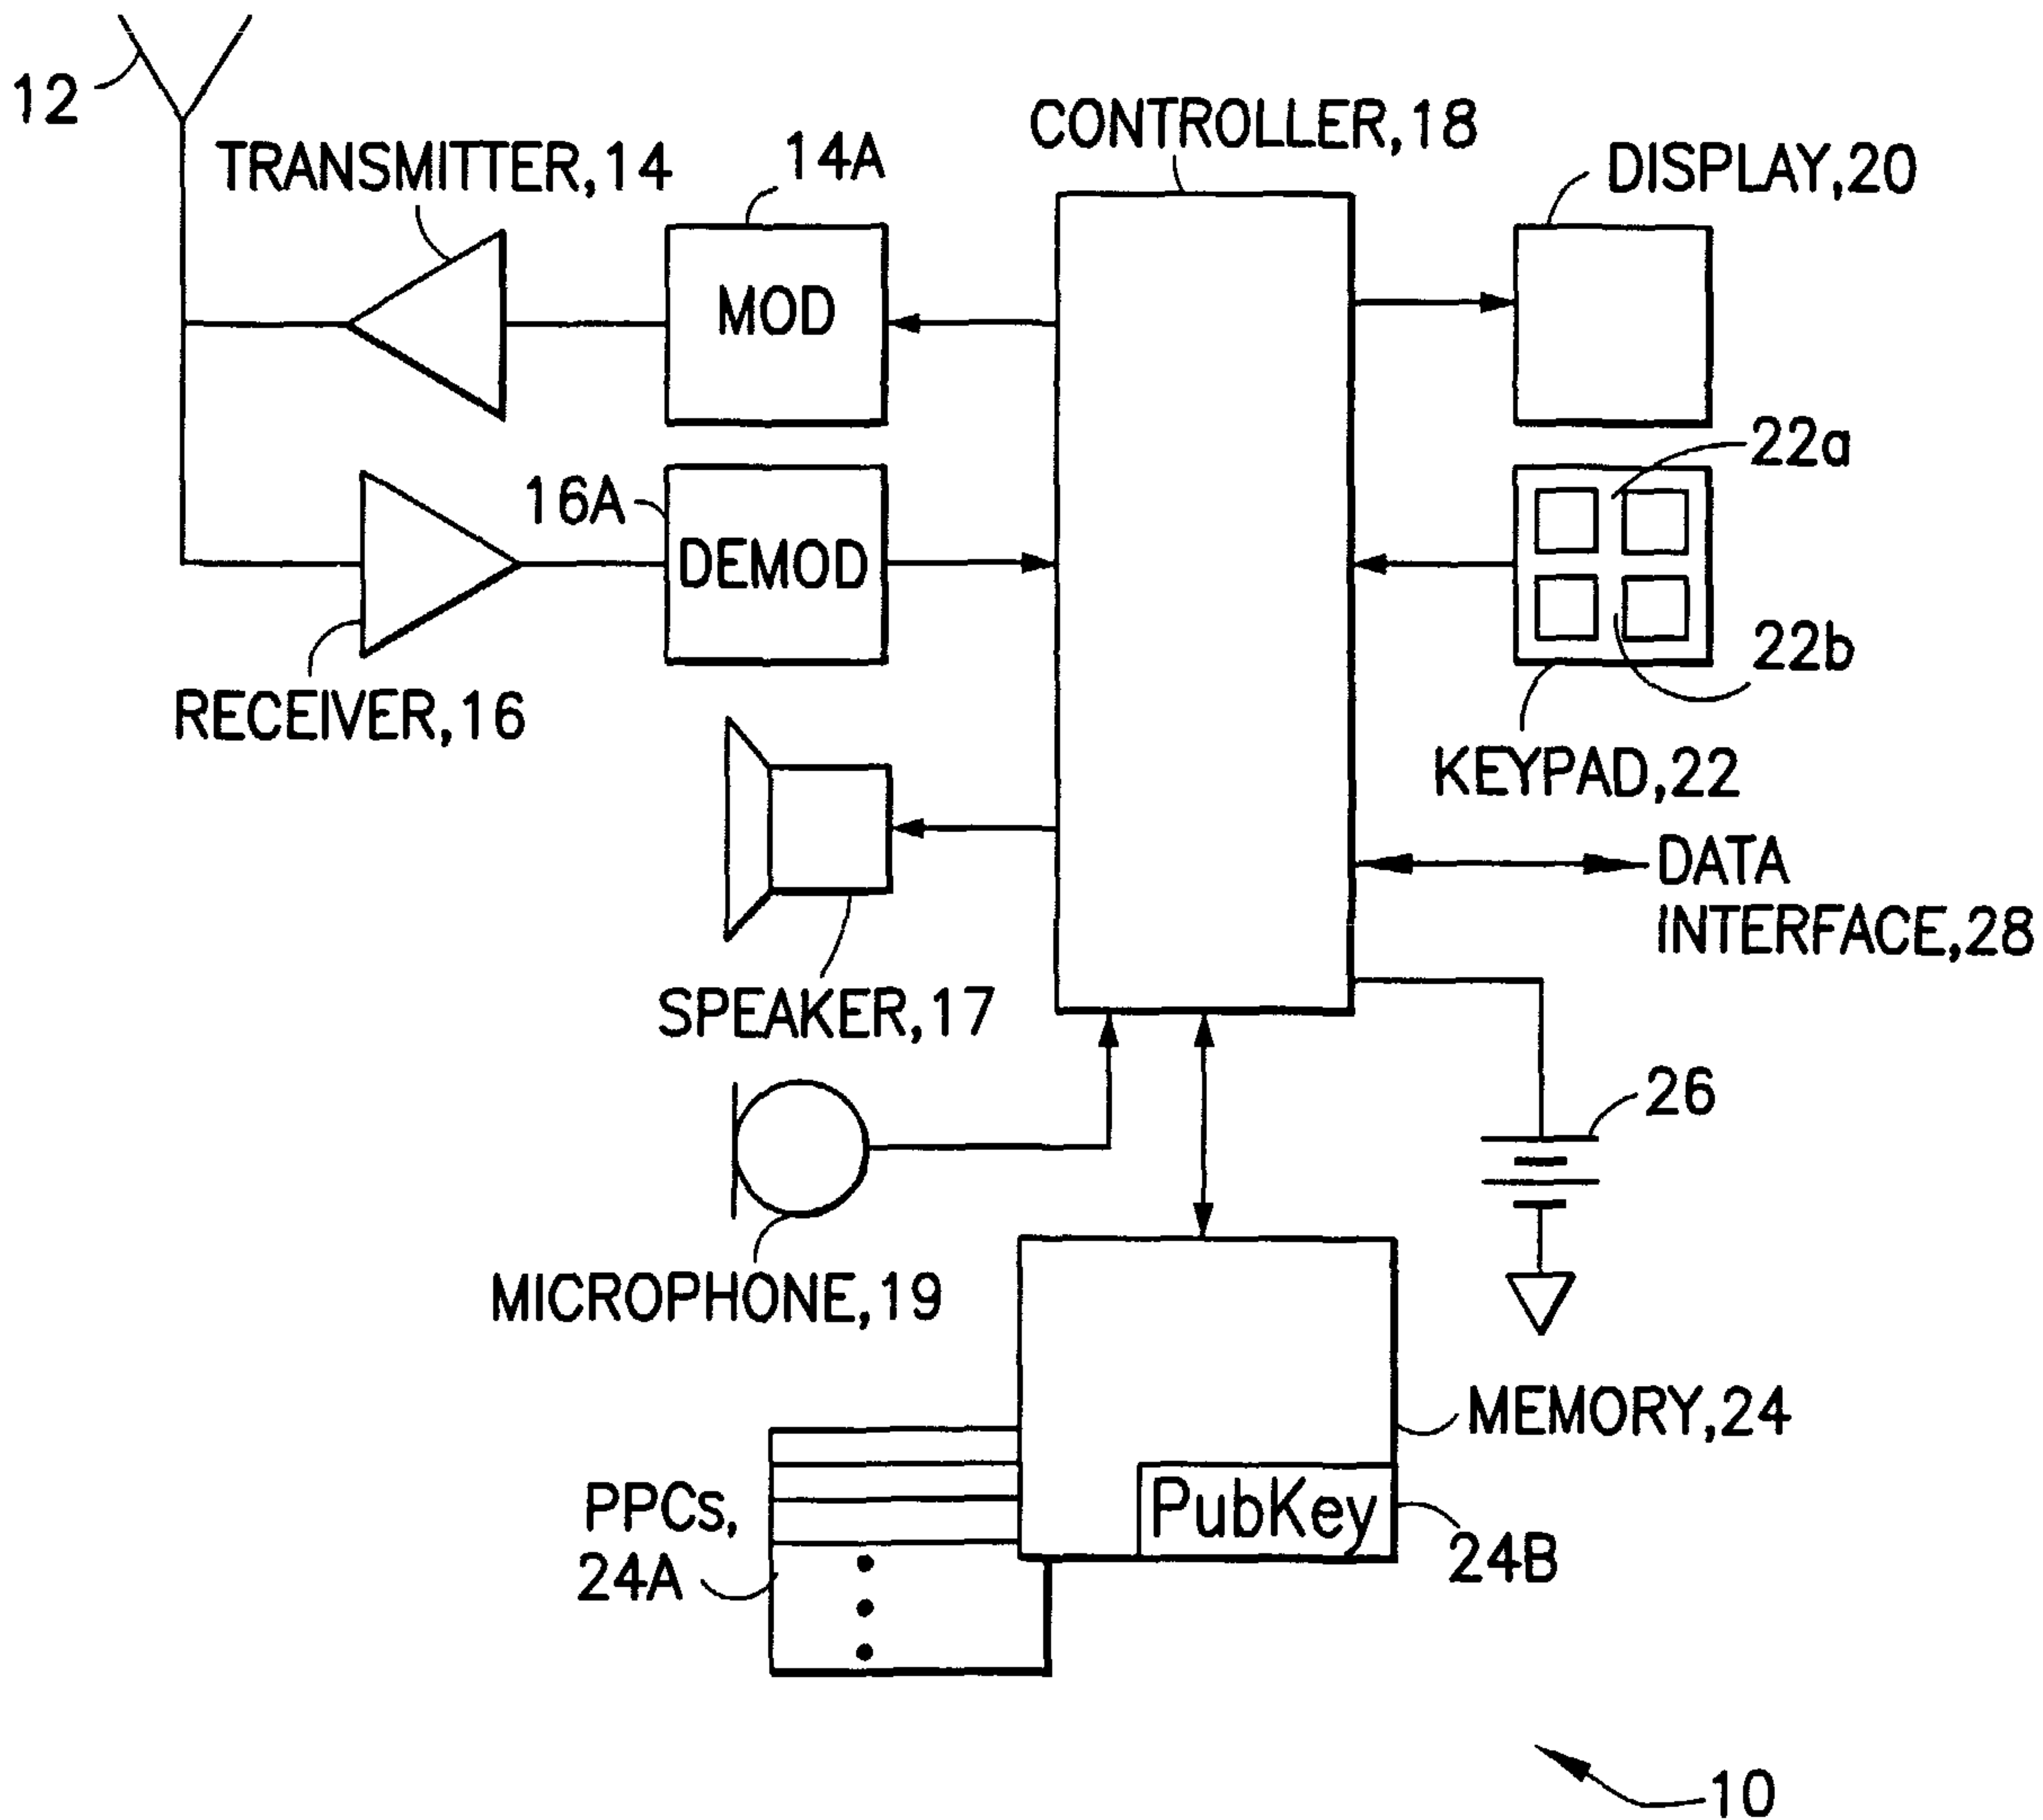 12
TRANSMITTER,14
14A
CONTROLLER,18
DISPLAY,20
MOD
22a
16A
DEMOD
22b
RECEIVER,16
KEYPAD,22
DATA
INTERFACE,28
SPEAKER,17
26
MICROPHONE,19
MEMORY,24
PPCs,
24A
PubKey
24B
10